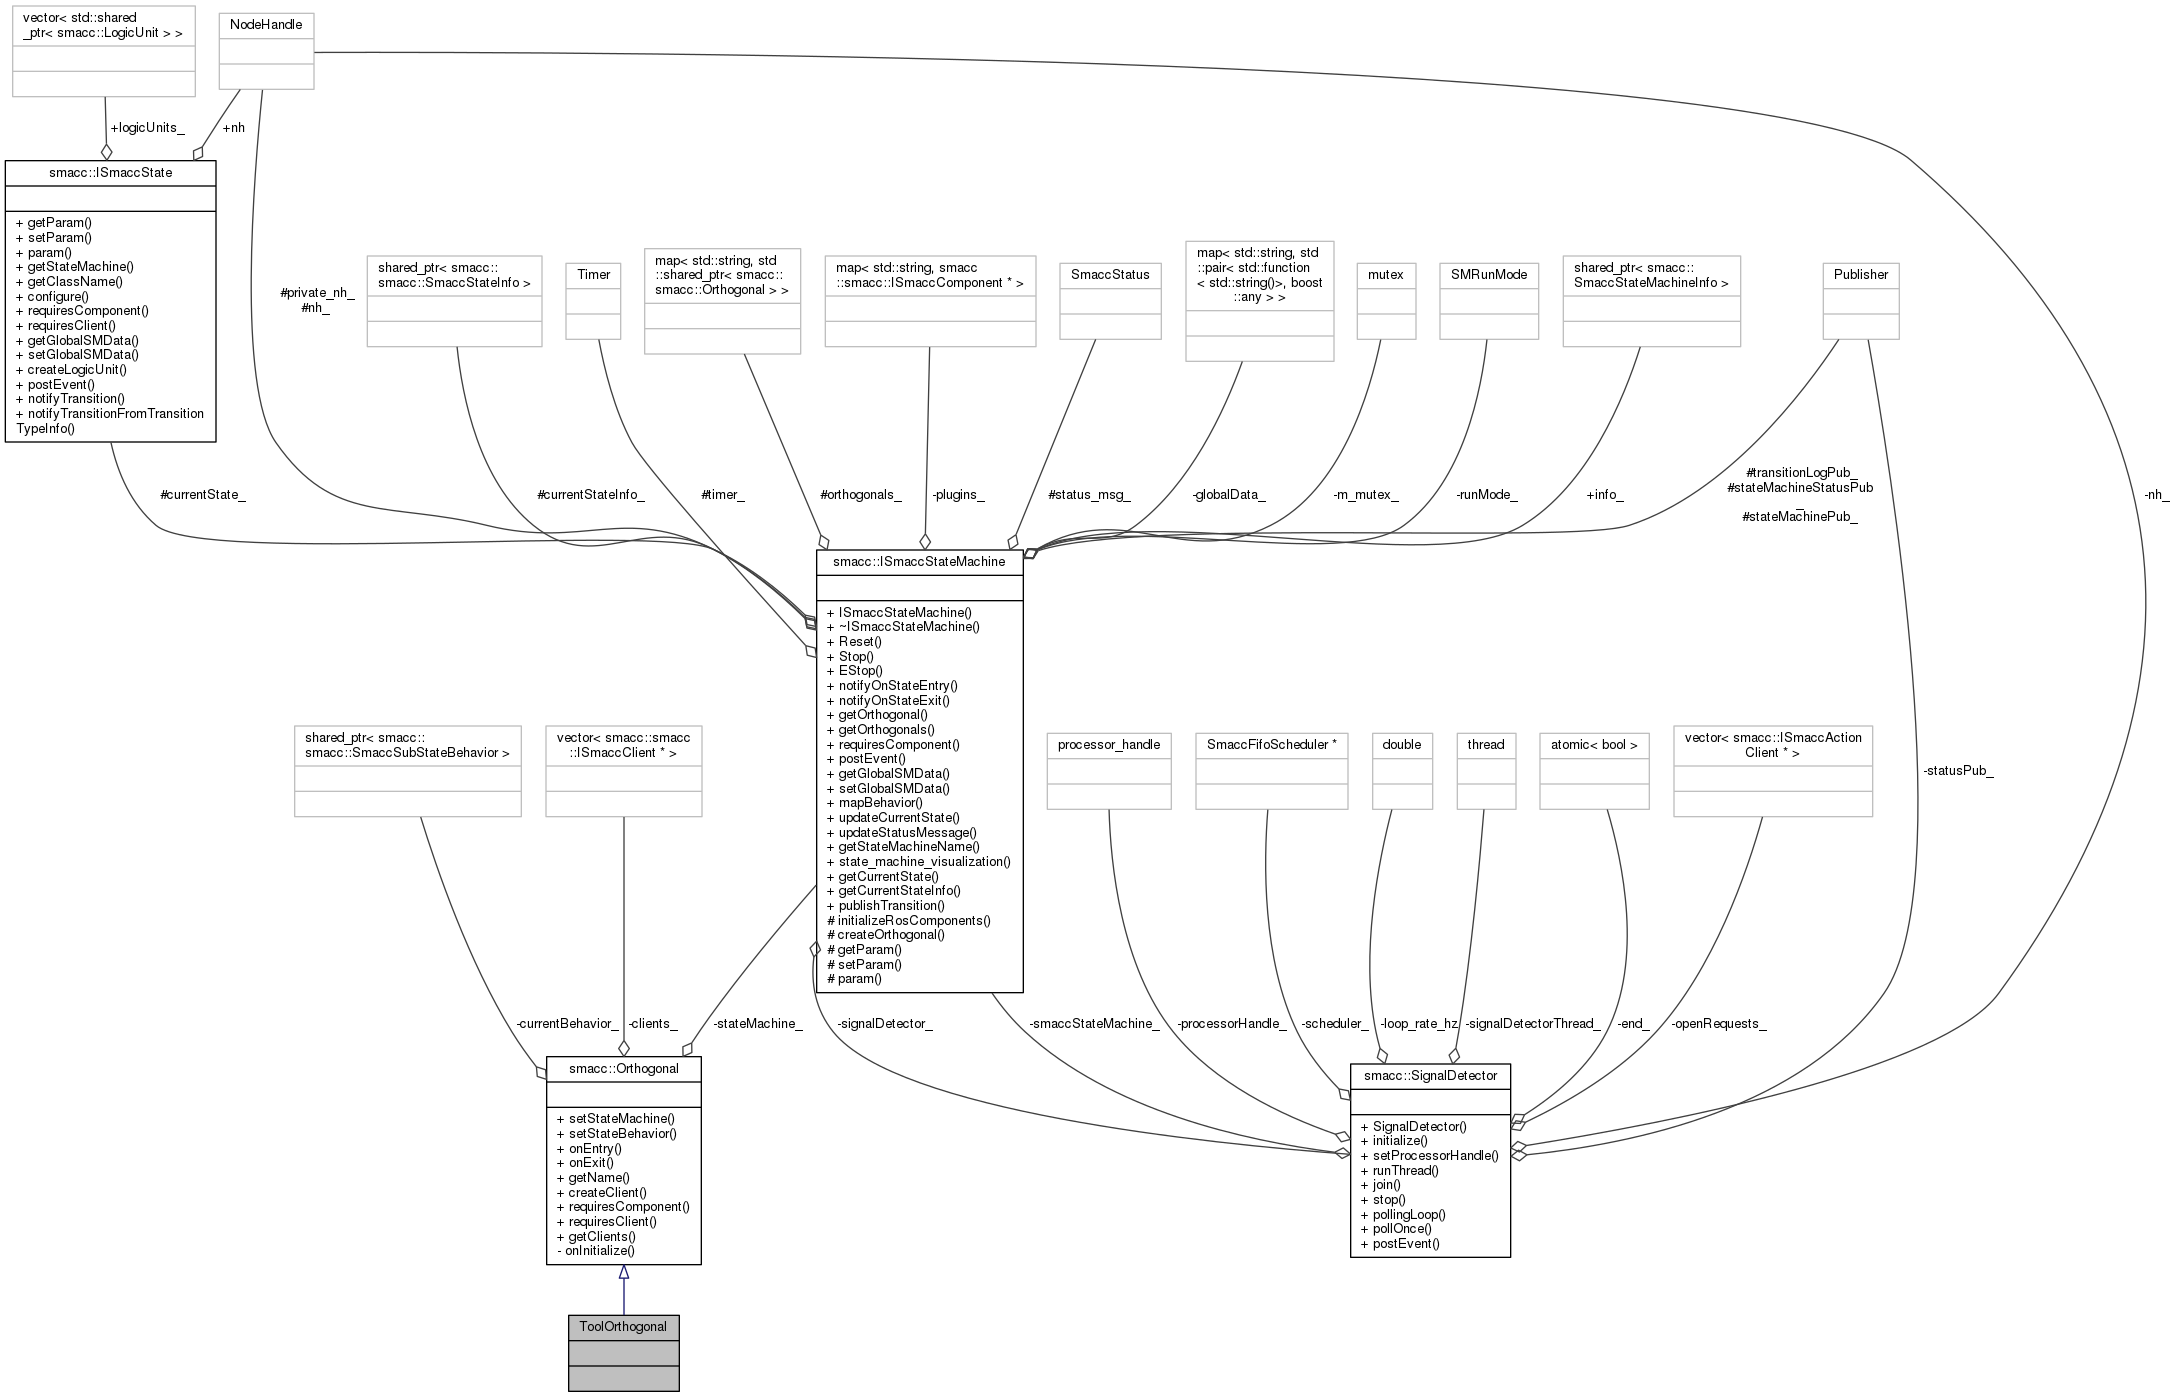 vector< std::shared
_ptr< smacc::LogicUnit > >
NodeHandle
+logicUnits_
+nh
smacc::ISmaccState
+ getParam()
+ setParam()
+ param()
+ getStateMachine()
+ getClassName()
+ configure()
+ requiresComponent()
+ requiresClient()
+ getGlobalSMData()
+ setGlobalSMData()
+ createLogicUnit()
+ postEvent()
+ notifyTransition()
+ notifyTransitionFromTransition
TypeInfo()
#private_nh_
#nh_
shared_ptr< smacc::
smacc::SmaccStateInfo >
Timer
map< std::string, std
::shared_ptr< smacc::
smacc::Orthogonal > >
map< std::string, smacc
::smacc::ISmaccComponent * >
SmaccStatus
map< std::string, std
::pair< std::function
< std::string()>, boost
::any > >
mutex
SMRunMode
shared_ptr< smacc::
SmaccStateMachineInfo >
Publisher
#currentState_
#currentStateInfo_
#timer_
#orthogonals_
-plugins_
#status_msg_
-globalData_
-m_mutex_
-runMode_
+info_
#transitionLogPub_
#stateMachineStatusPub
_
#stateMachinePub_
-nh_
smacc::ISmaccStateMachine
+ ISmaccStateMachine()
+ ~ISmaccStateMachine()
+ Reset()
+ Stop()
+ EStop()
+ notifyOnStateEntry()
+ notifyOnStateExit()
+ getOrthogonal()
+ getOrthogonals()
+ requiresComponent()
+ postEvent()
+ getGlobalSMData()
+ setGlobalSMData()
+ mapBehavior()
+ updateCurrentState()
+ updateStatusMessage()
+ getStateMachineName()
+ state_machine_visualization()
+ getCurrentState()
+ getCurrentStateInfo()
+ publishTransition()
# initializeRosComponents()
# createOrthogonal()
# getParam()
# setParam()
# param()
shared_ptr< smacc::
smacc::SmaccSubStateBehavior >
vector< smacc::smacc
::ISmaccClient * >
processor_handle
SmaccFifoScheduler *
double
thread
atomic< bool >
vector< smacc::ISmaccAction
Client * >
-statusPub_
-currentBehavior_
-clients_
-stateMachine_
-signalDetector_
-smaccStateMachine_
-processorHandle_
-scheduler_
-loop_rate_hz
-signalDetectorThread_
-end_
-openRequests_
smacc::Orthogonal
+ setStateMachine()
+ setStateBehavior()
+ onEntry()
+ onExit()
+ getName()
+ createClient()
+ requiresComponent()
+ requiresClient()
+ getClients()
- onInitialize()
smacc::SignalDetector
+ SignalDetector()
+ initialize()
+ setProcessorHandle()
+ runThread()
+ join()
+ stop()
+ pollingLoop()
+ pollOnce()
+ postEvent()
ToolOrthogonal